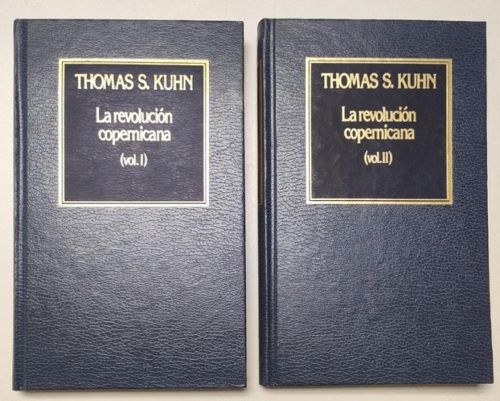 THOMAS S. KUHN
La revolución
copernicana
(vol. I)
THOMAS S. KUHN
La revolución
copernicana
(vol. II)